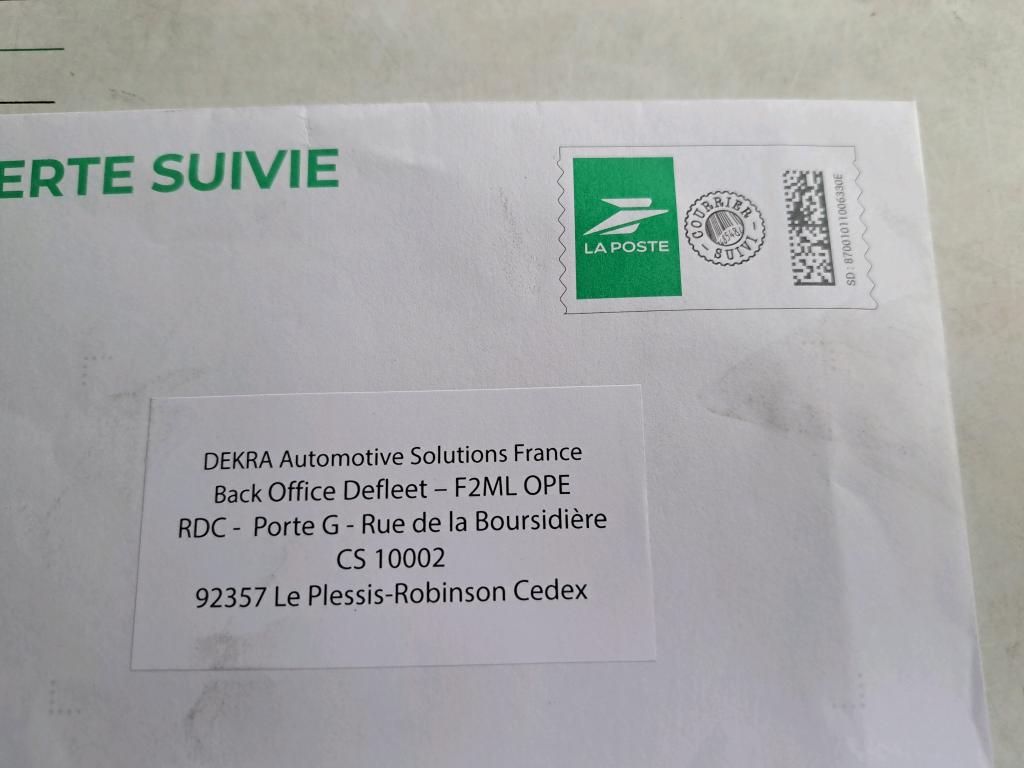 ERTE SUIVIE
LA POSTE
COURRIER
SUIVI
SD : 87001011006330E
DEKRA Automotive Solutions France
Back Office Defleet – F2ML OPE
RDC - Porte G - Rue de la Boursidière
CS 10002
92357 Le Plessis-Robinson Cedex